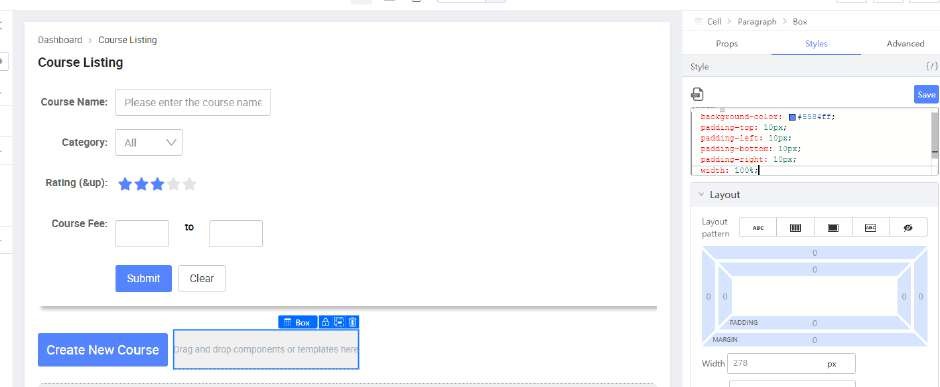 Dashboard > Course Listing
Course Listing
Course Name: Please enter the course name
Category: All
Rating (&up):
Course Fee: to
Submit Clear
Box
Create New Course Drag and drop components or templates here
Cell > Paragraph > Box
Props Styles Advanced
Style {/}
Save
background-color: #5584ff;
padding-top: 10px;
padding-left: 10px;
padding-bottom: 10px;
padding-right: 10px;
width: 100%;
Layout
Layout pattern ABC
0
0
0 0 0 0
PADDING 0
MARGIN 0
Width 278 px